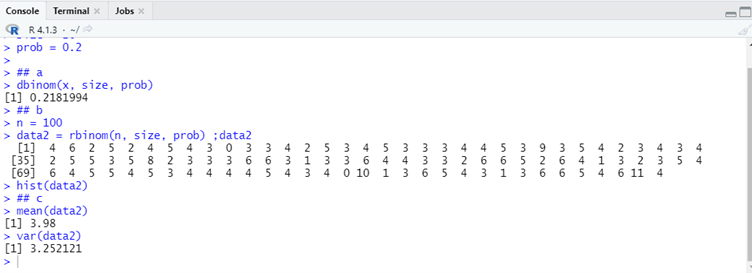 Console Terminal × Jobs ×
R 4.1.3 · ~/
> prob = 0.2
>
> ## a
> dbinom(x, size, prob)
[1] 0.2181994
> ## b
> n = 100
> data2 = rbinom(n, size, prob) ;data2
[1] 4 6 2 5 2 4 5 4 3 0 3 3 4 2 5 3 4 5 3 3 3 4 4 5 3 9 3 5 4 2 3 4 3 4
[35] 2 5 5 3 5 8 2 3 3 3 6 6 3 1 3 3 6 4 4 3 3 2 6 6 5 2 6 4 1 3 2 3 5 4
[69] 6 4 5 5 4 5 3 4 4 4 4 5 4 3 4 0 10 1 3 6 5 4 3 1 3 6 6 5 4 6 11 4
> hist(data2)
> ## c
> mean(data2)
[1] 3.98
> var(data2)
[1] 3.252121
>